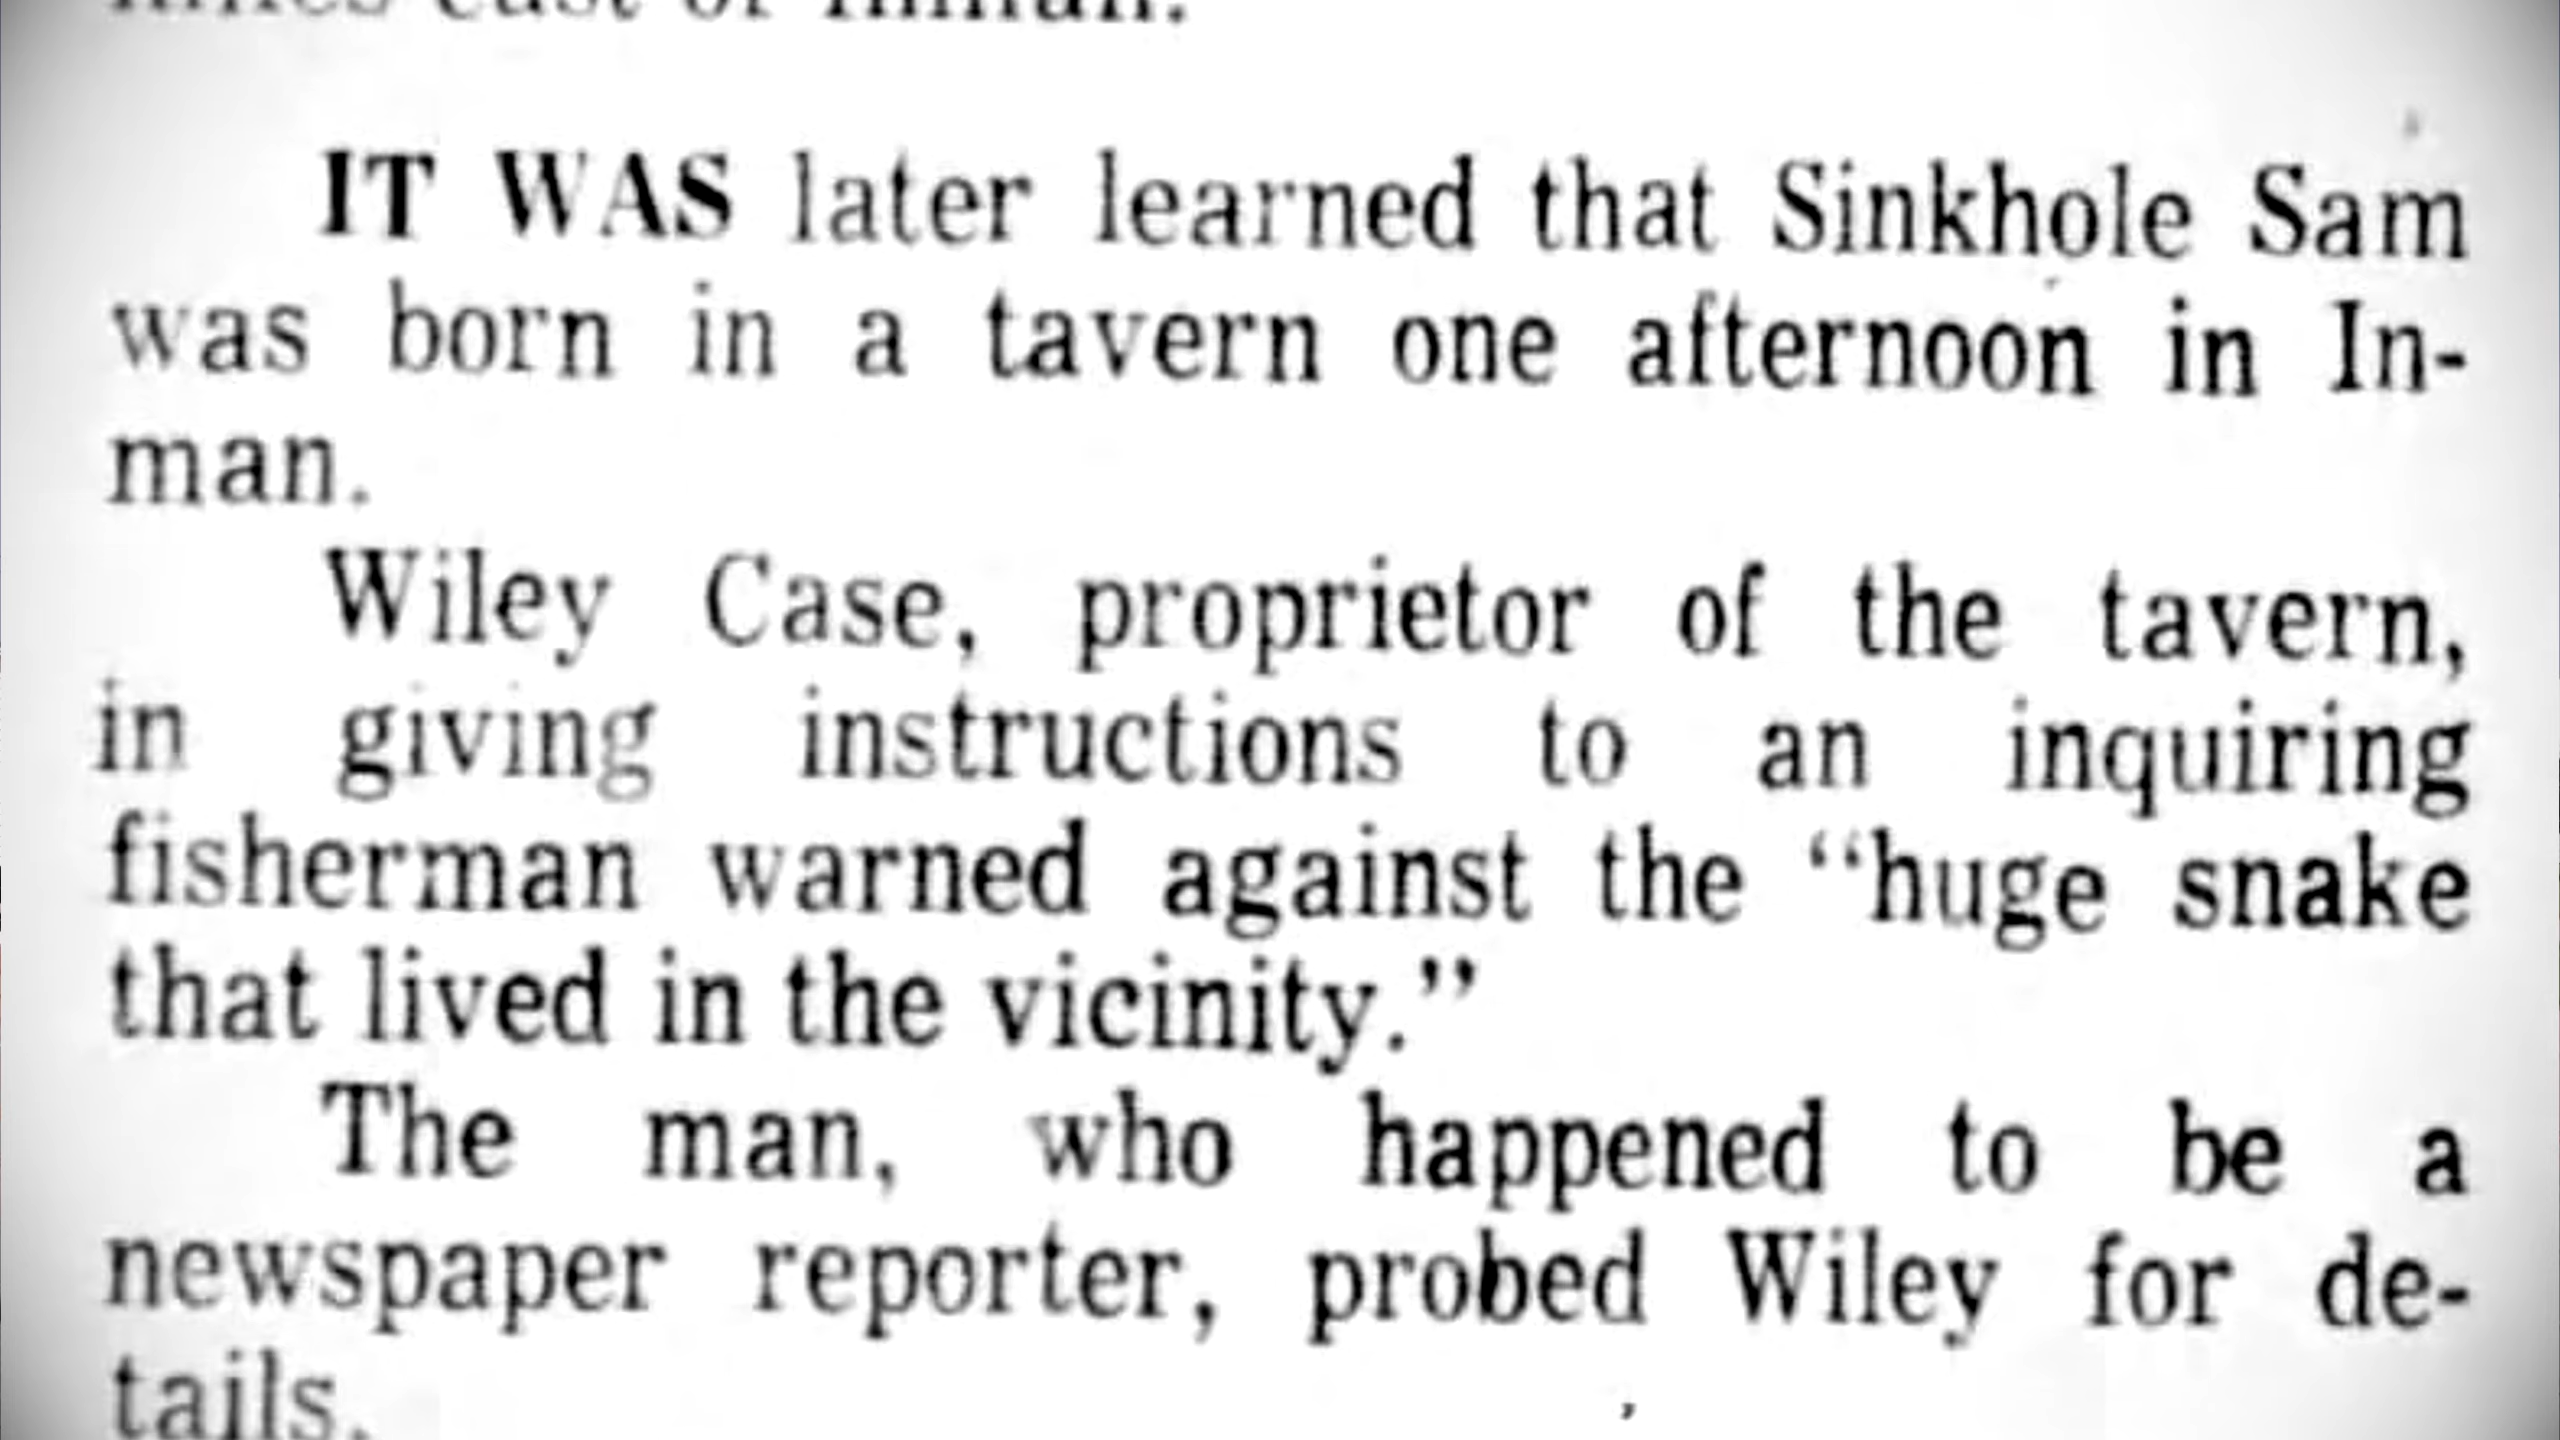 IT WAS later learned that Sinkhole Sam
was born in a tavern one afternoon in In-
man.
Wiley Case, proprietor of the tavern,
in giving instructions to an inquiring
fisherman warned against the “huge snake
that lived in the vicinity.”
The man, who happened to be a
newspaper reporter, probed Wiley for de-
tails.